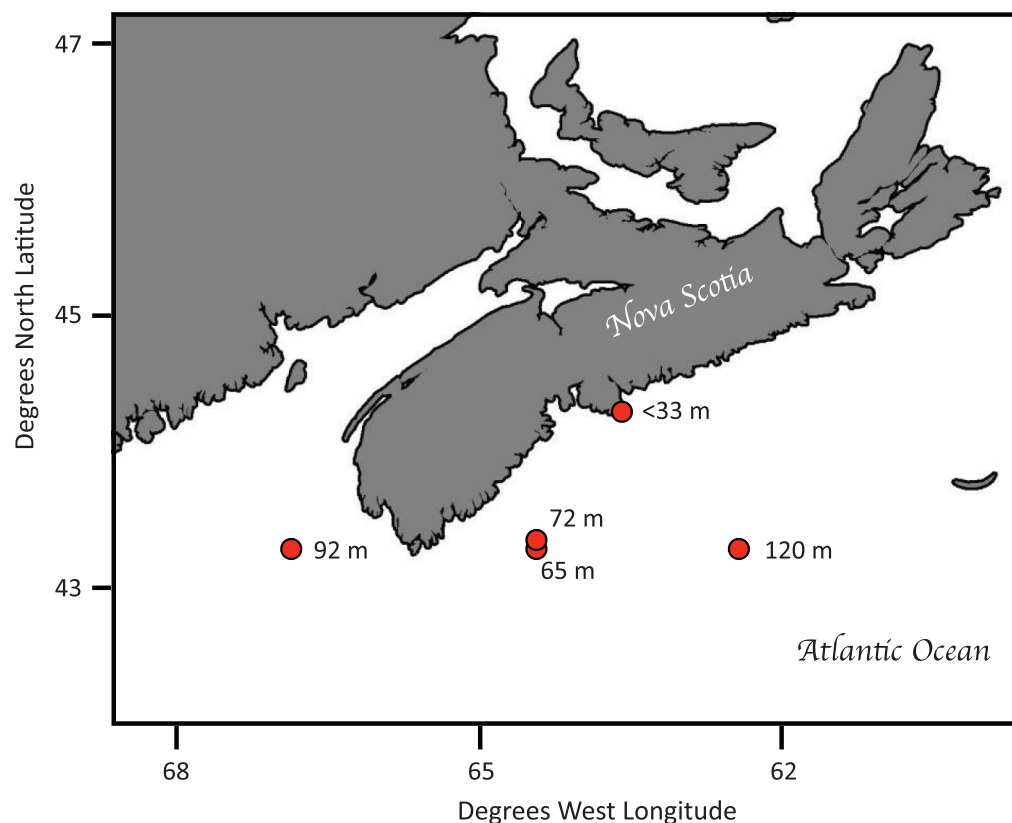 47
Nova Scotia
45
<33 m
72 m
92 m
120 m
65 m
43
Atlantic Ocean
68
65
62
Degrees West Longitude
Degrees North Latitude